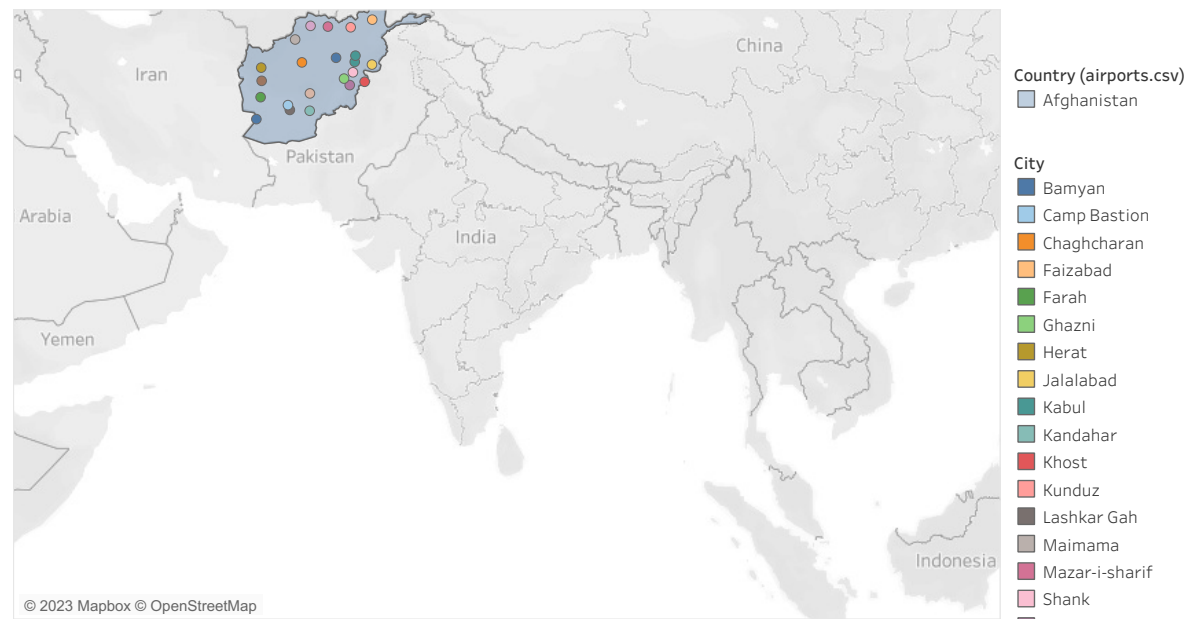 China
Iran
q
Pakistan
Arabia
India
Yemen
Indonesia
© 2023 Mapbox © OpenStreetMap
Country (airports.csv)
Afghanistan
City
Bamyan
Camp Bastion
Chaghcharan
Faizabad
Farah
Ghazni
Herat
Jalalabad
Kabul
Kandahar
Khost
Kunduz
Lashkar Gah
Maimama
Mazar-i-sharif
Shank